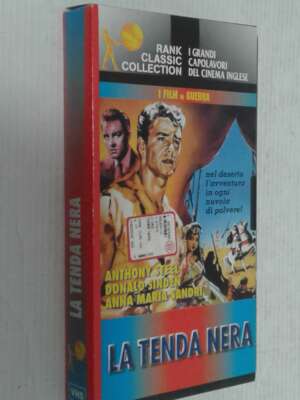 RANK
CLASSIC
COLLECTION
I GRANDI
CAPOLAVORI
DEL CINEMA INGLESE
I FILM DI GUERRA
nel deserto
l'avventura
in ogni
nuvola
di polvere!
ANTHONY STEEL
DONALD SINDEN
ANNA MARIA SANDRI
LA TENDA NERA
LA TENDA NERA
VHS